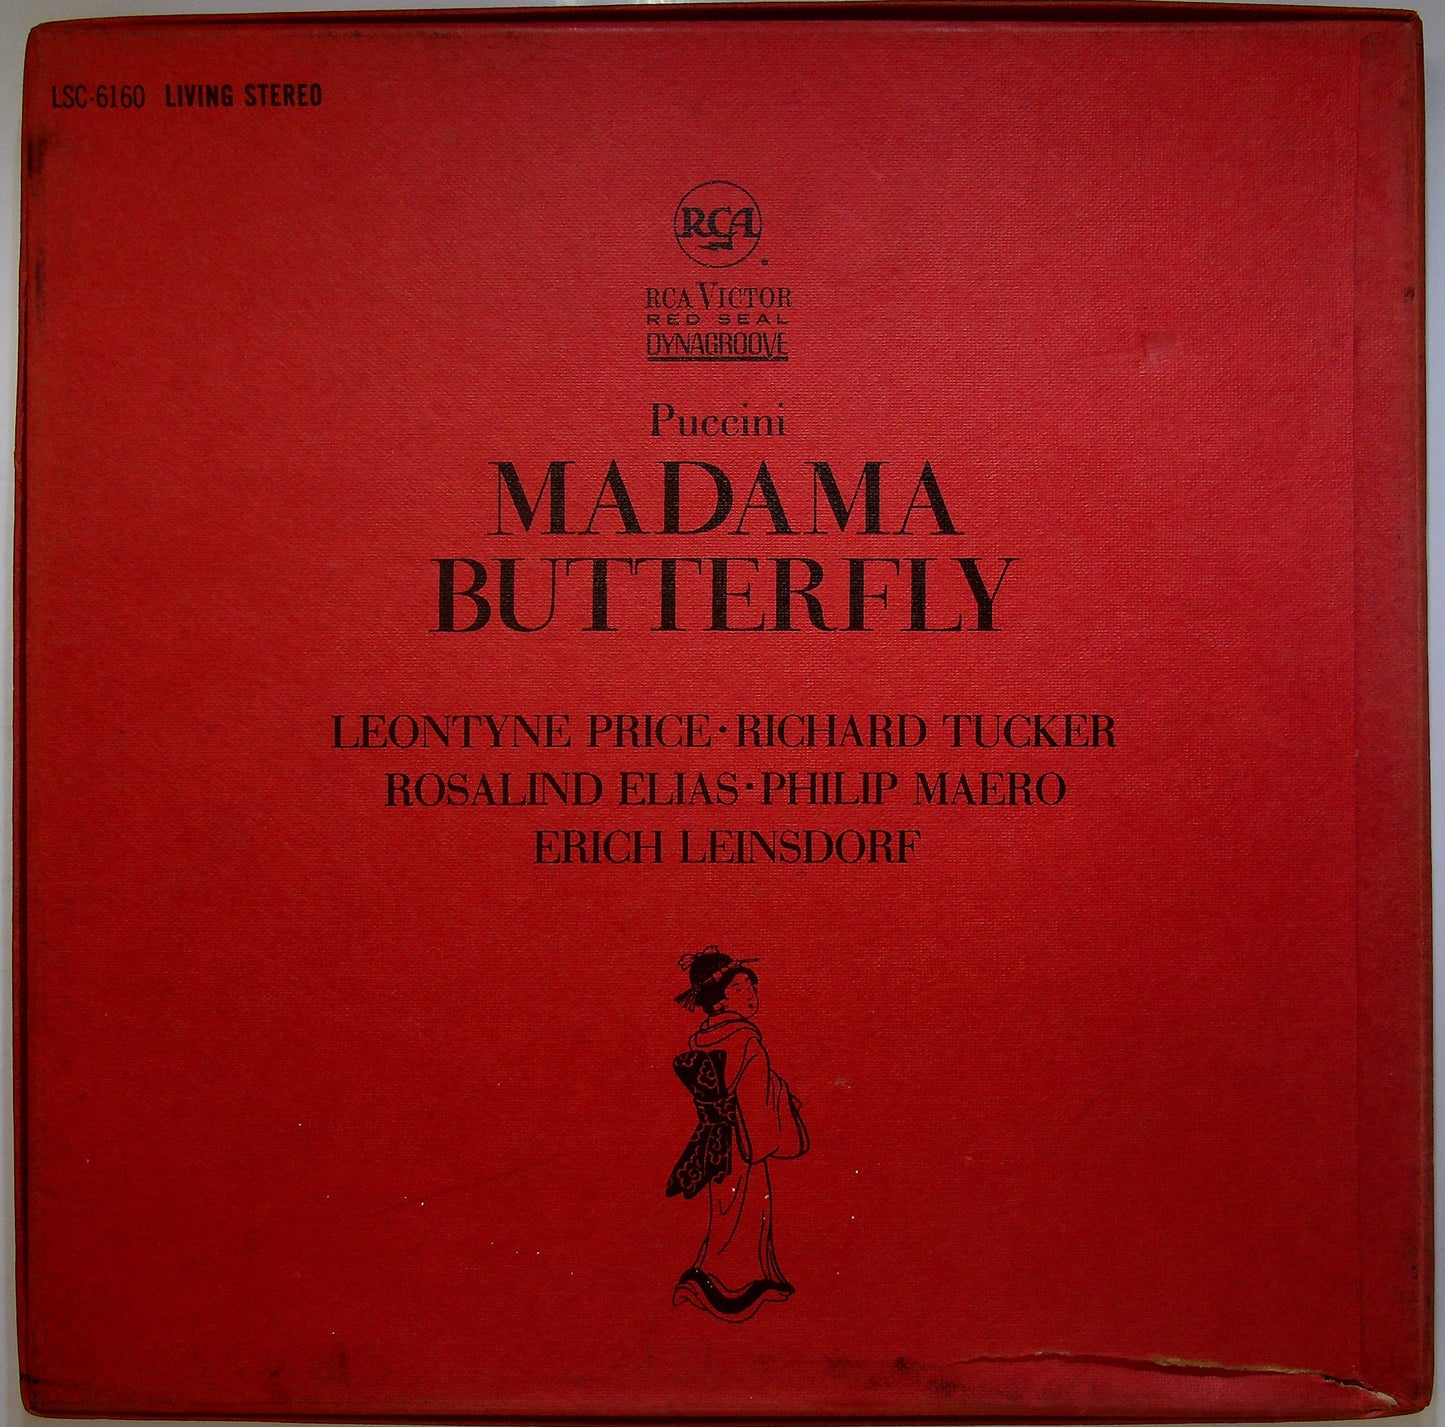 LSC-6160 LIVING STEREO
RCA
RCA VICTOR
RED SEAL
DYNAGROOVE
Puccini
MADAMA
BUTTERFLY
LEONTYNE PRICE·RICHARD TUCKER
ROSALIND ELIAS·PHILIP MAERO
ERICH LEINSDORF